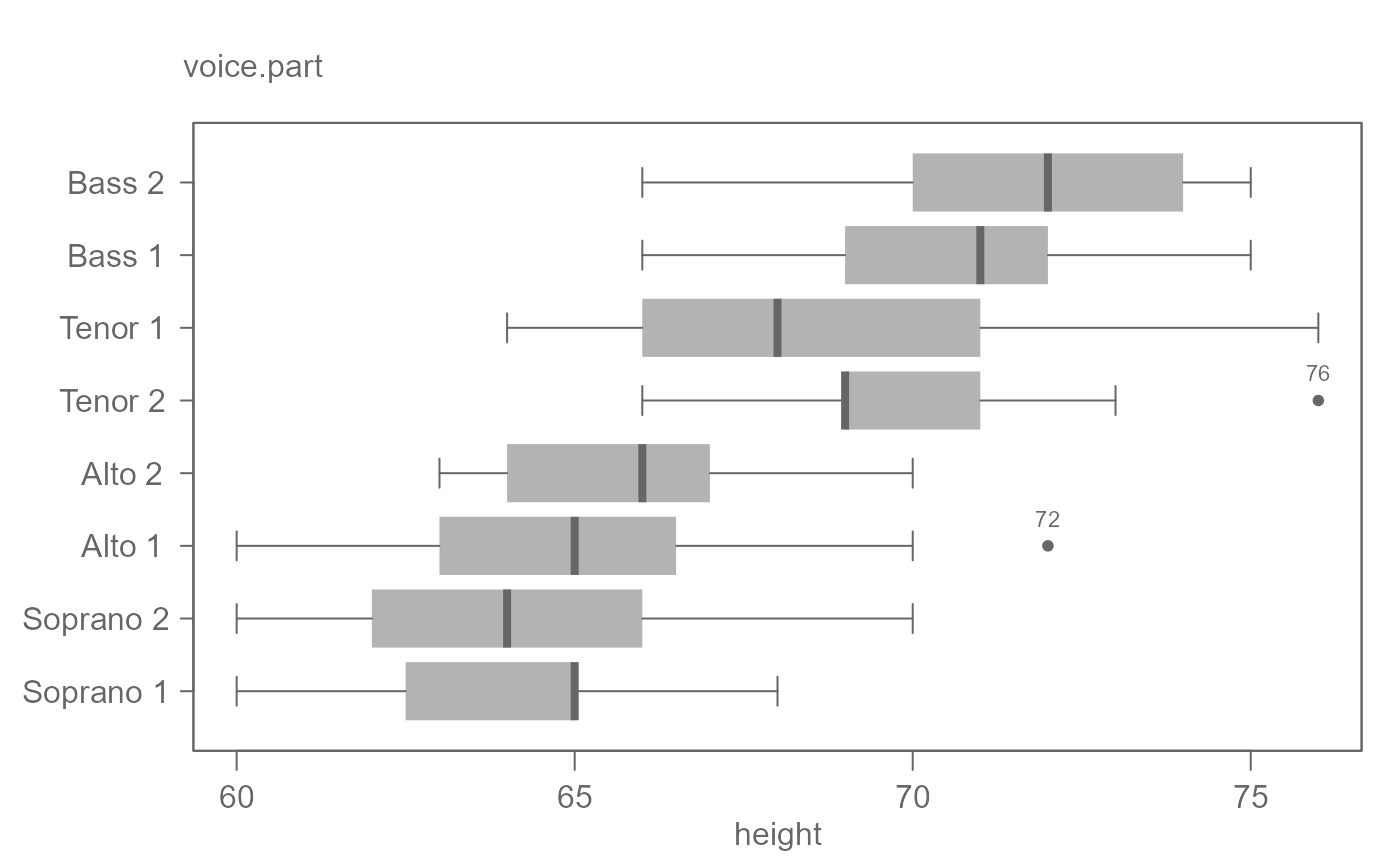 voice.part
Bass 2
Bass 1
Tenor 1
Tenor 2
76
Alto 2
Alto 1
72
Soprano 2
Soprano 1
60 65 70 75
height